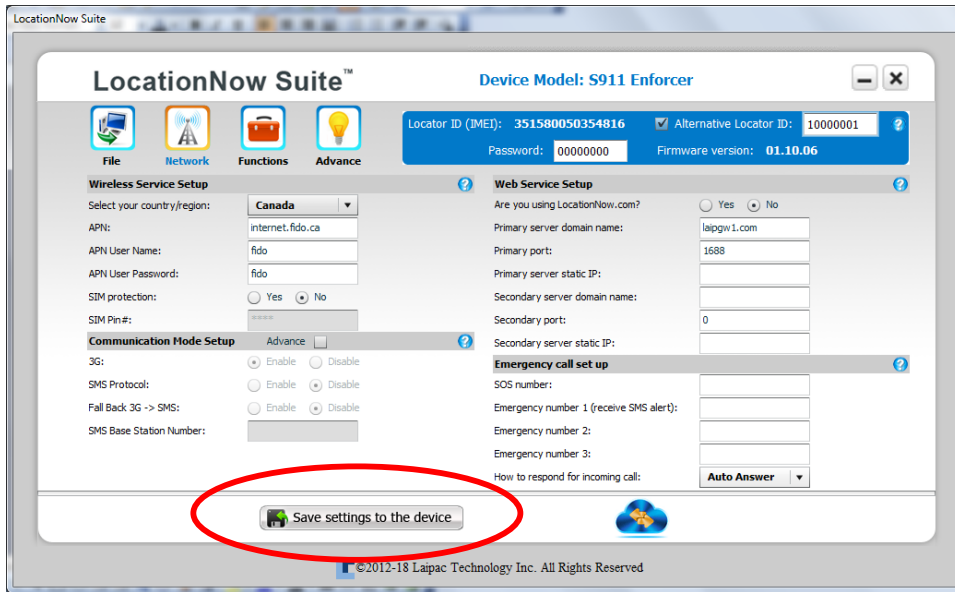 LocationNow Suite
LocationNow Suite™
Device Model: S911 Enforcer
File
Network
Functions
Advance
Locator ID (IMEI): 351580050354816
Alternative Locator ID: 10000001
?
Password: 00000000
Firmware version: 01.10.06
Wireless Service Setup ?
Select your country/region: Canada
APN: internet.fido.ca
APN User Name: fido
APN User Password: fido
SIM protection: Yes No
SIM Pin#: ====
Communication Mode Setup Advance ?
3G: Enable Disable
SMS Protocol: Enable Disable
Fall Back 3G -> SMS: Enable Disable
SMS Base Station Number:
Web Service Setup ?
Are you using LocationNow.com? Yes No
Primary server domain name: laipgw1.com
Primary port: 1688
Primary server static IP:
Secondary server domain name:
Secondary port: 0
Secondary server static IP:
Emergency call set up ?
SOS number:
Emergency number 1 (receive SMS alert):
Emergency number 2:
Emergency number 3:
How to respond for incoming call: Auto Answer
Save settings to the device
©2012-18 Laipac Technology Inc. All Rights Reserved